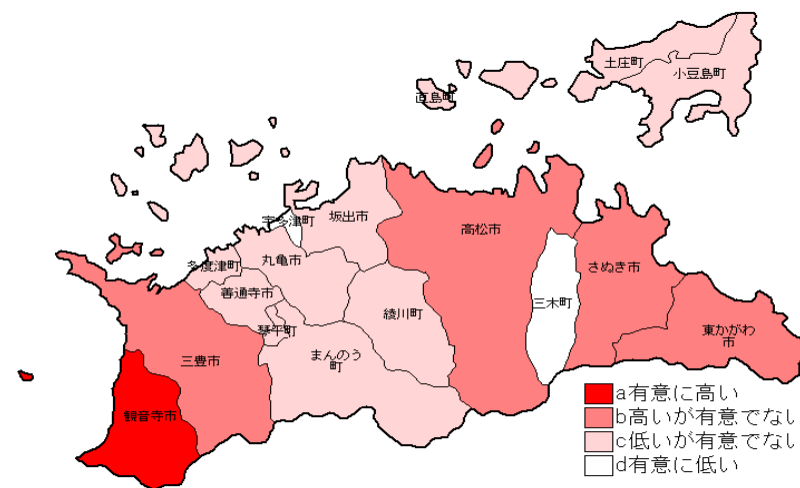 土庄町
小豆島町
直島町
宇多津町
坂出市
高松市
多度津町
丸亀市
さぬき市
善通寺市
綾川町
三木町
琴平町
東かがわ
市
まんのう
町
三豊市
観音寺市
a有意に高い
b高いが有意でない
c低いが有意でない
d有意に低い